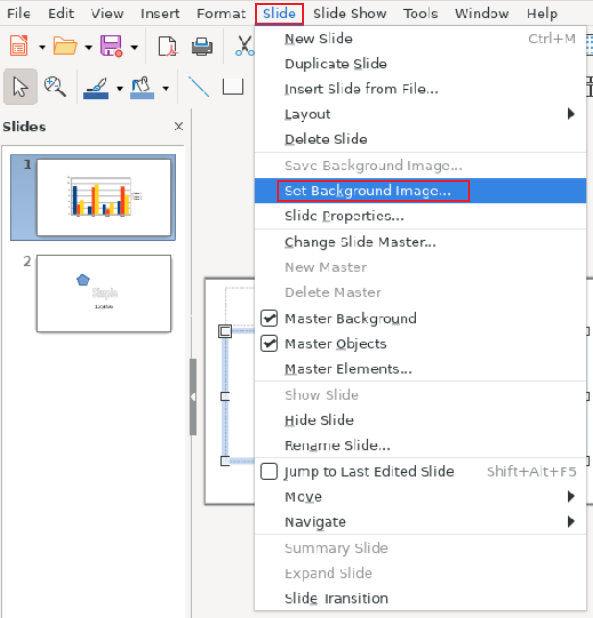 File Edit View Insert Format Slide Slide Show Tools Window Help
New Slide Ctrl+M
Duplicate Slide
Insert Slide from File...
Layout
Slides
Delete Slide
1
Save Background Image...
Set Background Image...
Slide Properties...
Change Slide Master...
2
New Master
Delete Master
Simple
Master Background
Master Objects
Master Elements...
Show Slide
Hide Slide
Rename Slide...
Jump to Last Edited Slide Shift+Alt+F5
Move
Navigate
Summary Slide
Expand Slide
Slide Transition